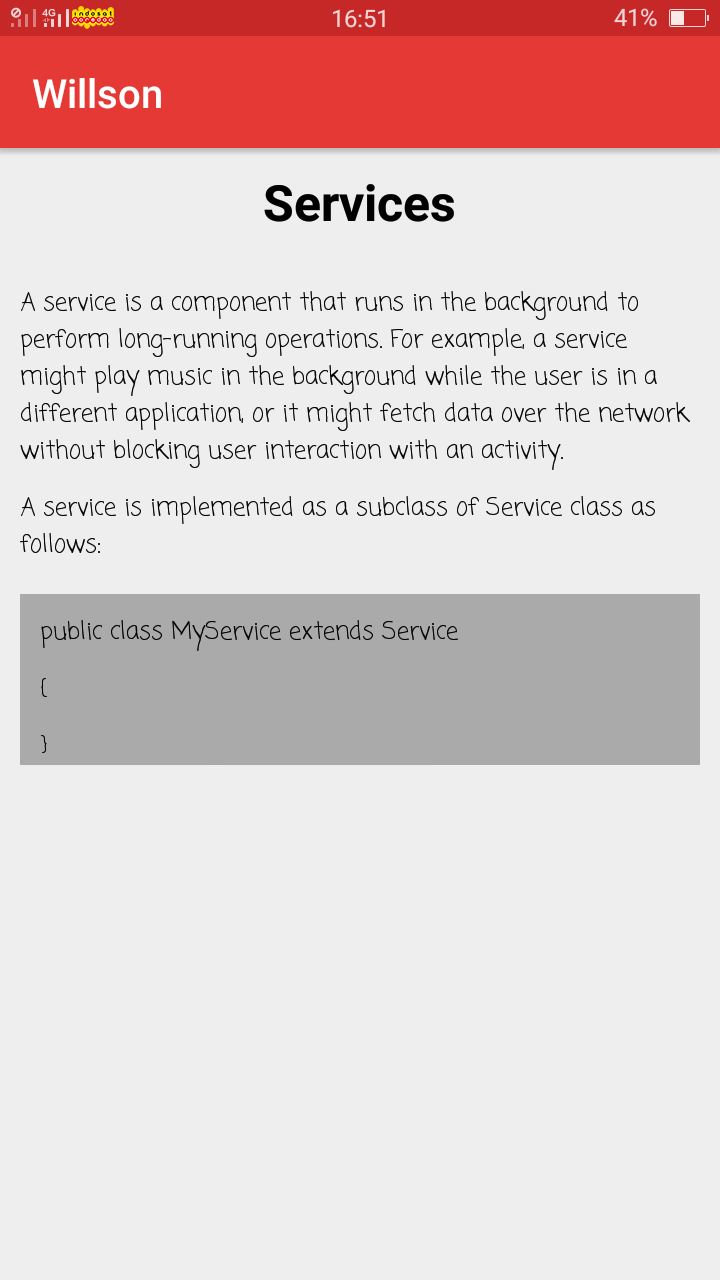 4G indosat ooredoo 16:51 41%
Willson
Services
A service is a component that runs in the background to
perform long-running operations. For example, a service
might play music in the background while the user is in a
different application, or it might fetch data over the network
without blocking user interaction with an activity.
A service is implemented as a subclass of Service class as
follows:
public class MyService extends Service
{
}